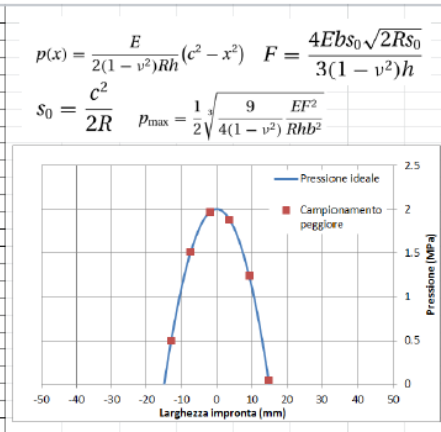 p(x) = E / 2(1 − ν²)Rh (c² − x²)   F = 4Ebs₀√(2Rs₀) / 3(1 − ν²)h
s₀ = c² / 2R   pmax = 1/2 ∛(9 / 4(1 − ν²) EF² / Rhb²)
2.5
Pressione ideale
2
Campionamento
peggiore
1.5
1
0.5
0
Pressione (MPa)
-50 -40 -30 -20 -10 0 10 20 30 40 50
Larghezza impronta (mm)